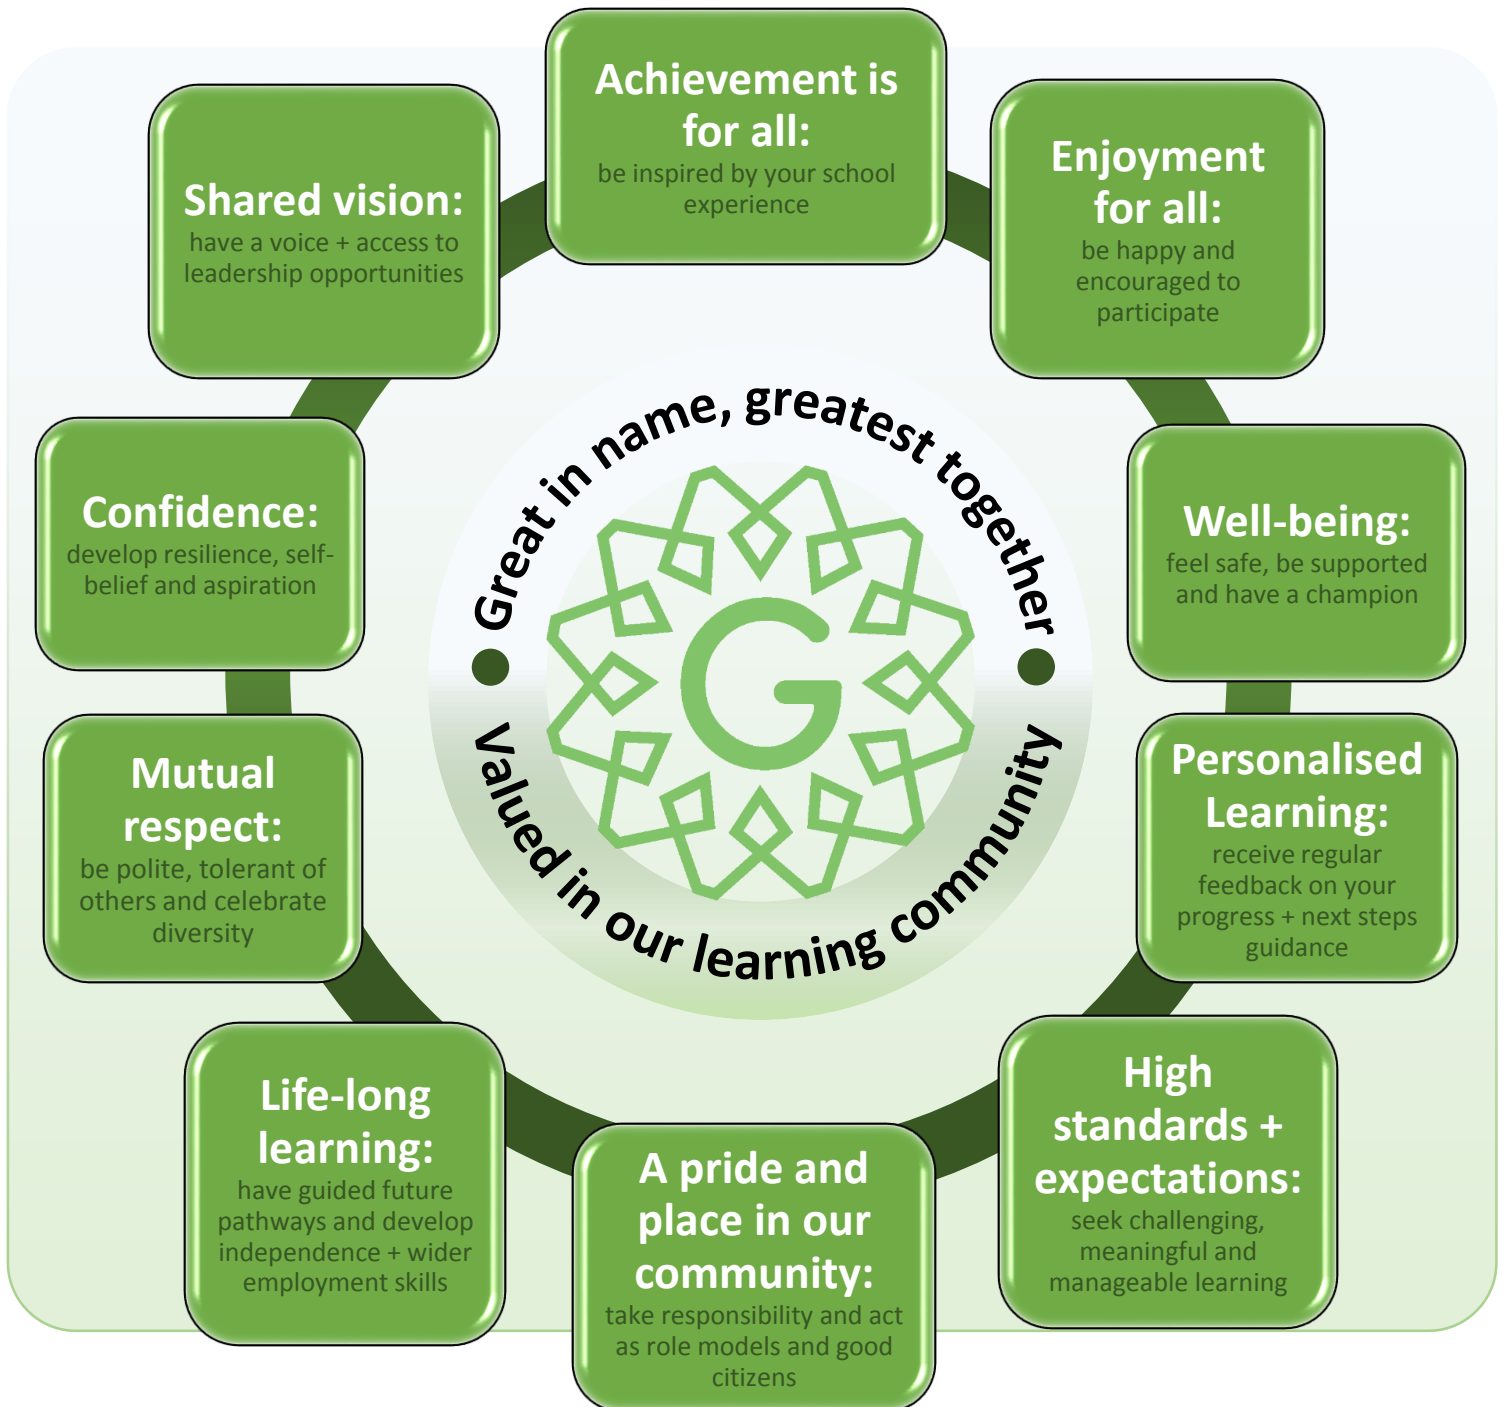 Achievement is
for all:
be inspired by your school
experience
Enjoyment
for all:
be happy and
encouraged to
participate
Well-being:
feel safe, be supported
and have a champion
Personalised
Learning:
receive regular
feedback on your
progress + next steps
guidance
High
standards +
expectations:
seek challenging,
meaningful and
manageable learning
A pride and
place in our
community:
take responsibility and act
as role models and good
citizens
Life-long
learning:
have guided future
pathways and develop
independence + wider
employment skills
Mutual
respect:
be polite, tolerant of
others and celebrate
diversity
Confidence:
develop resilience, self-
belief and aspiration
Shared vision:
have a voice + access to
leadership opportunities
Great in name, greatest together
G
Valued in our learning community